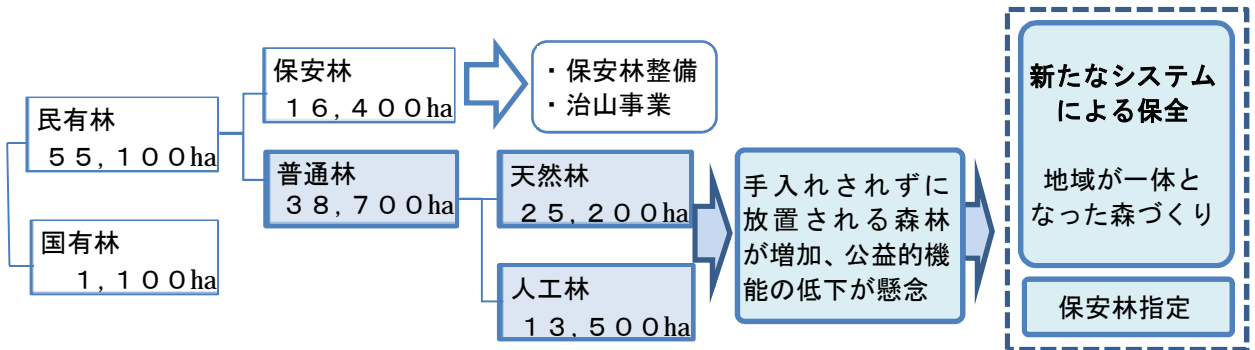 民有林
５５,１００ha
国有林
１,１００ha
保安林
１６,４００ha
・保安林整備
・治山事業
普通林
３８,７００ha
天然林
２５,２００ha
人工林
１３,５００ha
手入れされずに
放置される森林
が増加、公益的機
能の低下が懸念
新たなシステム
による保全
地域が一体と
なった森づくり
保安林指定